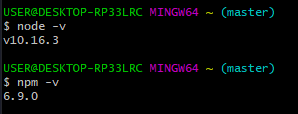 USER@DESKTOP-RP33LRC MINGW64 ~ (master)
$ node -v
v10.16.3
USER@DESKTOP-RP33LRC MINGW64 ~ (master)
$ npm -v
6.9.0